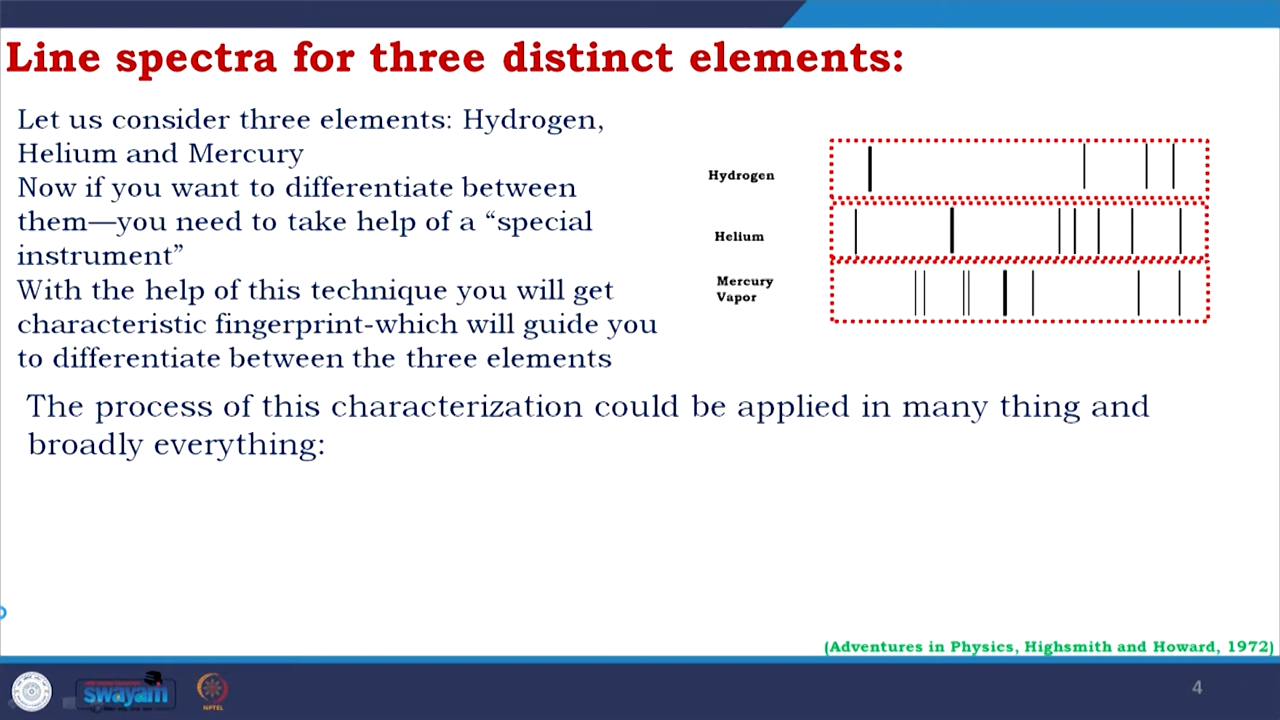 Line spectra for three distinct elements:
Let us consider three elements: Hydrogen,
Helium and Mercury
Now if you want to differentiate between
them—you need to take help of a “special
instrument”
With the help of this technique you will get
characteristic fingerprint-which will guide you
to differentiate between the three elements
Hydrogen
Helium
Mercury
Vapor
The process of this characterization could be applied in many thing and
broadly everything:
(Adventures in Physics, Highsmith and Howard, 1972)
swayam
NPTEL
4